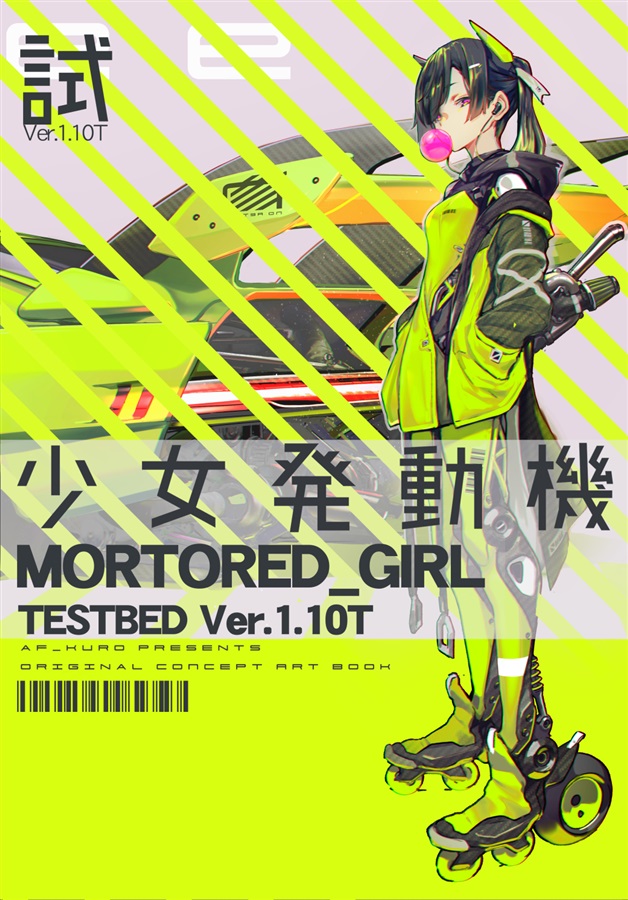 試
Ver.1.10T
少女発動機
MORTORED_GIRL
TESTBED Ver.1.10T
AF_KURO PRESENTS
ORIGINAL CONCEPT ART BOOK